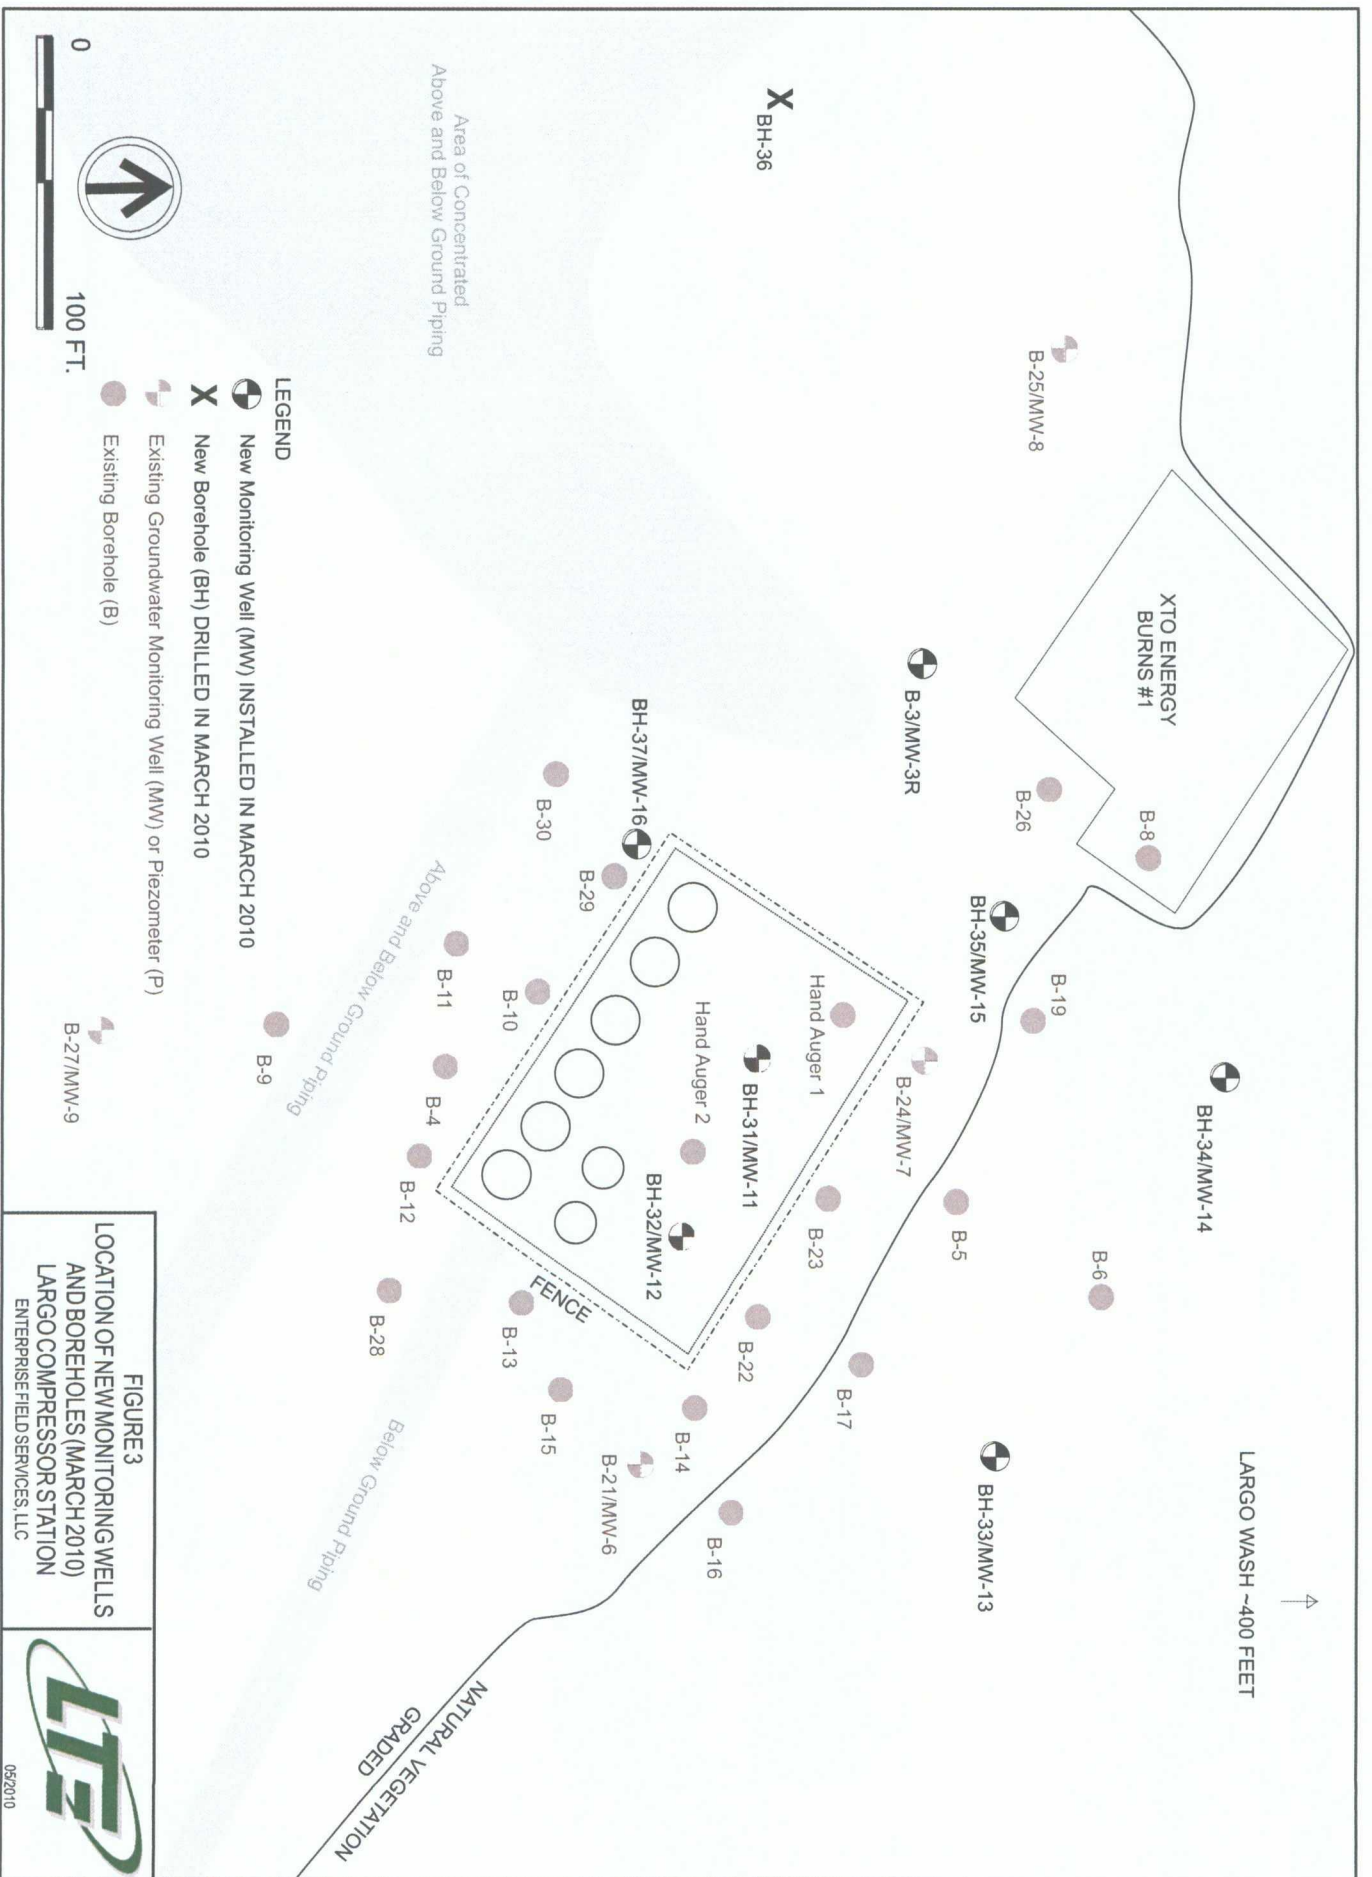 LARGO WASH ~400 FEET
XTO ENERGY
BURNS #1
B-8
BH-34/MW-14
B-6
B-25/MW-8
B-26
B-19
BH-35/MW-15
BH-33/MW-13
B-5
B-3/MW-3R
B-24/MW-7
B-17
Hand Auger 1
B-23
BH-36
BH-31/MW-11
B-22
Hand Auger 2
B-16
BH-32/MW-12
B-14
BH-37/MW-16
B-21/MW-6
B-29
FENCE
B-15
B-30
B-10
B-13
Area of Concentrated
Above and Below Ground Piping
B-11
B-4
B-12
B-28
Above and Below Ground Piping
Below Ground Piping
NATURAL VEGETATION
GRADED
B-9
B-27/MW-9
LEGEND
New Monitoring Well (MW) INSTALLED IN MARCH 2010
X New Borehole (BH) DRILLED IN MARCH 2010
Existing Groundwater Monitoring Well (MW) or Piezometer (P)
Existing Borehole (B)
0 100 FT.
FIGURE 3
LOCATION OF NEW MONITORING WELLS
AND BOREHOLES (MARCH 2010)
LARGO COMPRESSOR STATION
ENTERPRISE FIELD SERVICES, LLC
LTE
05/2010